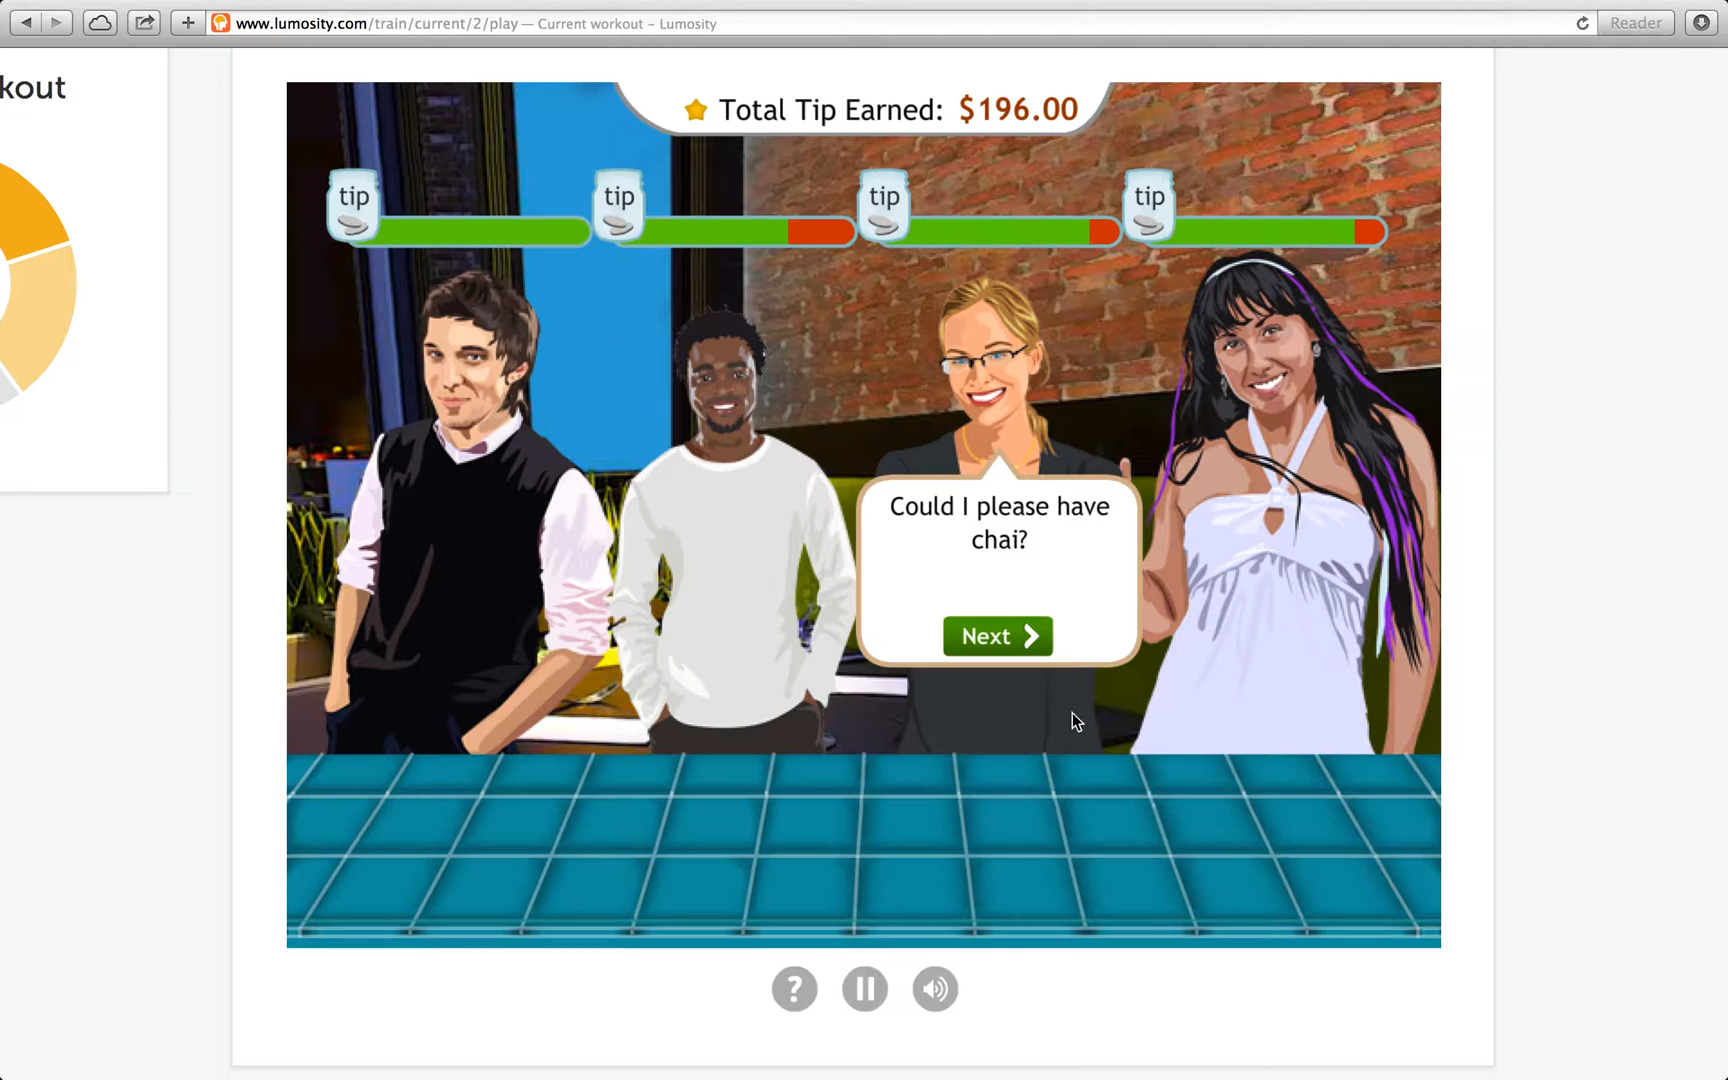 www.lumosity.com/train/current/2/play — Current workout – Lumosity
Reader
kout
Total Tip Earned: $196.00
tip
tip
tip
tip
Could I please have
chai?
Next
?